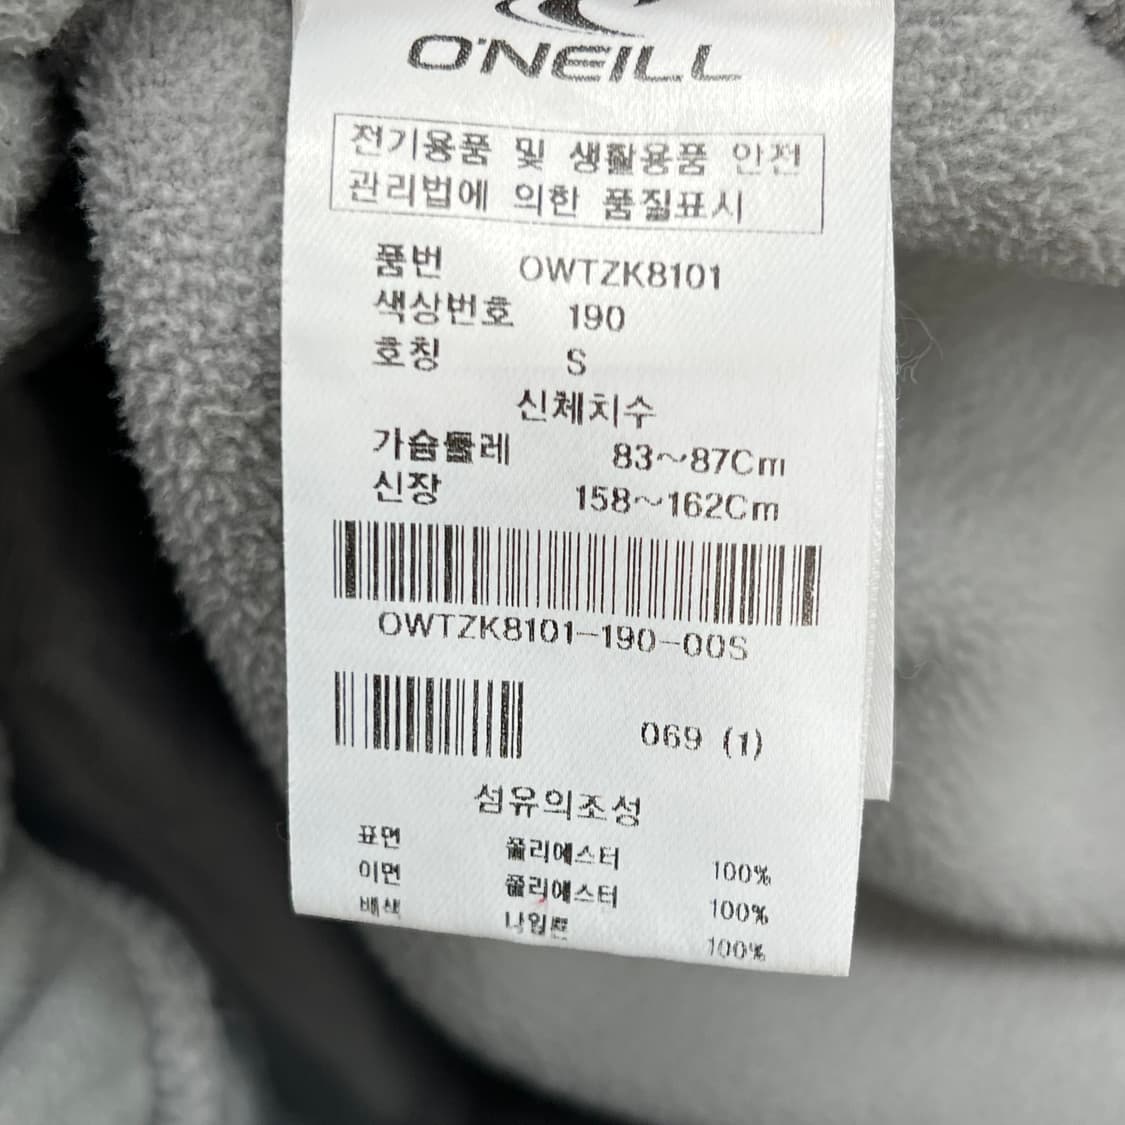 O'NEILL
전기용품 및 생활용품 안전
관리법에 의한 품질표시
품번 OWTZK8101
색상번호 190
호칭 S
신체치수
가슴둘레 83~87Cm
신장 158~162Cm
OWTZK8101-190-00S
069 (1)
섬유의조성
표면 폴리에스터 100%
이면 폴리에스터 100%
배색 나일론 100%